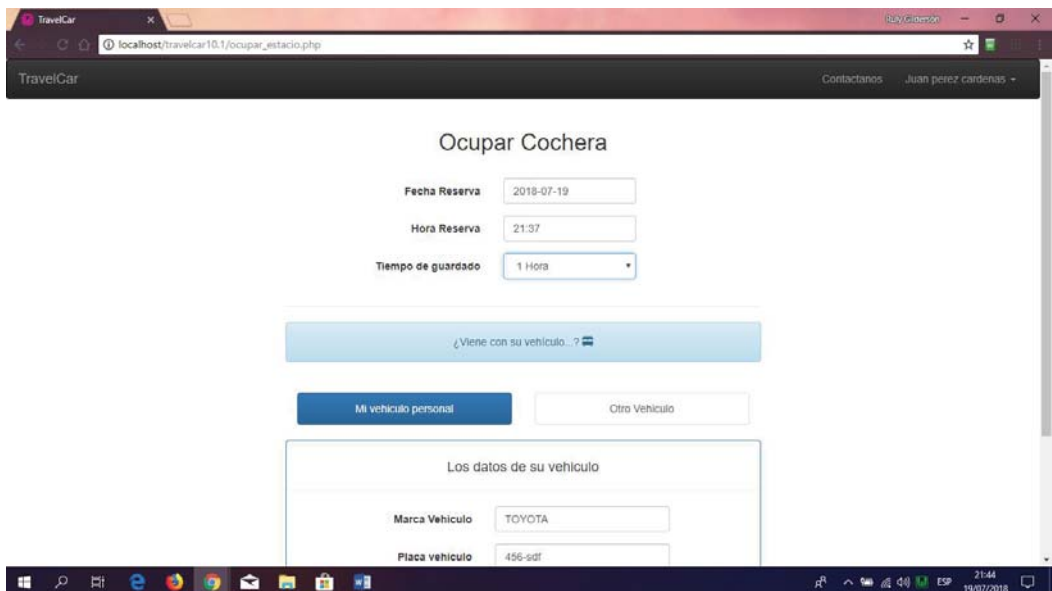 TravelCar
Ruly Gilderson
localhost/travelcar10.1/ocupar_estacio.php
TravelCar
Contactanos
Juan perez cardenas
Ocupar Cochera
Fecha Reserva
2018-07-19
Hora Reserva
21:37
Tiempo de guardado
1 Hora
¿Viene con su vehiculo...?
Mi vehiculo personal
Otro Vehiculo
Los datos de su vehiculo
Marca Vehiculo
TOYOTA
Placa vehiculo
456-sdf
ESP
21:44
19/07/2018